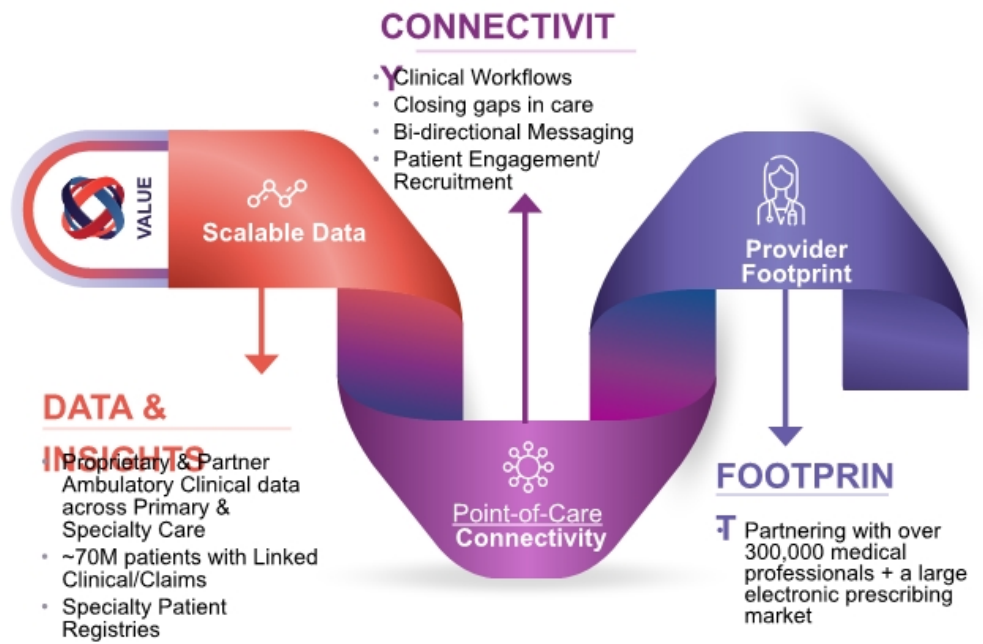 CONNECTIVIT
Y
• Clinical Workflows
• Closing gaps in care
• Bi-directional Messaging
• Patient Engagement/
Recruitment
VALUE
Scalable Data
Provider
Footprint
DATA &
INSIGHTS
• Proprietary & Partner
Ambulatory Clinical data
across Primary &
Specialty Care
• ~70M patients with Linked
Clinical/Claims
• Specialty Patient
Registries
Point-of-Care
Connectivity
FOOTPRIN
T
• Partnering with over
300,000 medical
professionals + a large
electronic prescribing
market